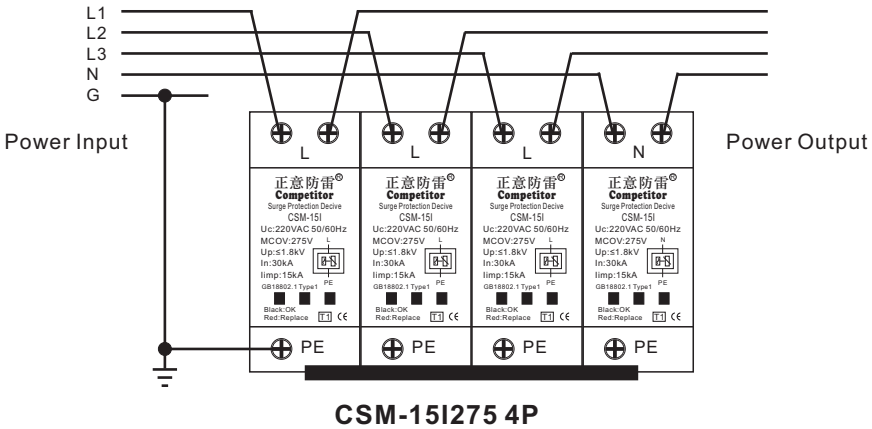 L1
L2
L3
N
G
Power Input
Power Output
L
L
L
N
正意防雷®
Competitor
Surge Protection Decive
CSM-15I
Uc:220VAC 50/60Hz
MCOV:275V
L
Up:≤1.8kV
In:30kA
Iimp:15kA
PE
GB18802.1 Type1
Black:OK
Red:Replace
T1 CE
正意防雷®
Competitor
Surge Protection Decive
CSM-15I
Uc:220VAC 50/60Hz
MCOV:275V
L
Up:≤1.8kV
In:30kA
Iimp:15kA
PE
GB18802.1 Type1
Black:OK
Red:Replace
T1 CE
正意防雷®
Competitor
Surge Protection Decive
CSM-15I
Uc:220VAC 50/60Hz
MCOV:275V
L
Up:≤1.8kV
In:30kA
Iimp:15kA
PE
GB18802.1 Type1
Black:OK
Red:Replace
T1 CE
正意防雷®
Competitor
Surge Protection Decive
CSM-15I
Uc:220VAC 50/60Hz
MCOV:275V
N
Up:≤1.8kV
In:30kA
Iimp:15kA
PE
GB18802.1 Type1
Black:OK
Red:Replace
T1 CE
PE
PE
PE
PE
CSM-15I275 4P